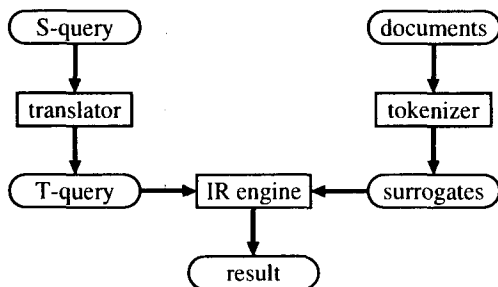 S-query
documents
translator
tokenizer
T-query
IR engine
surrogates
result